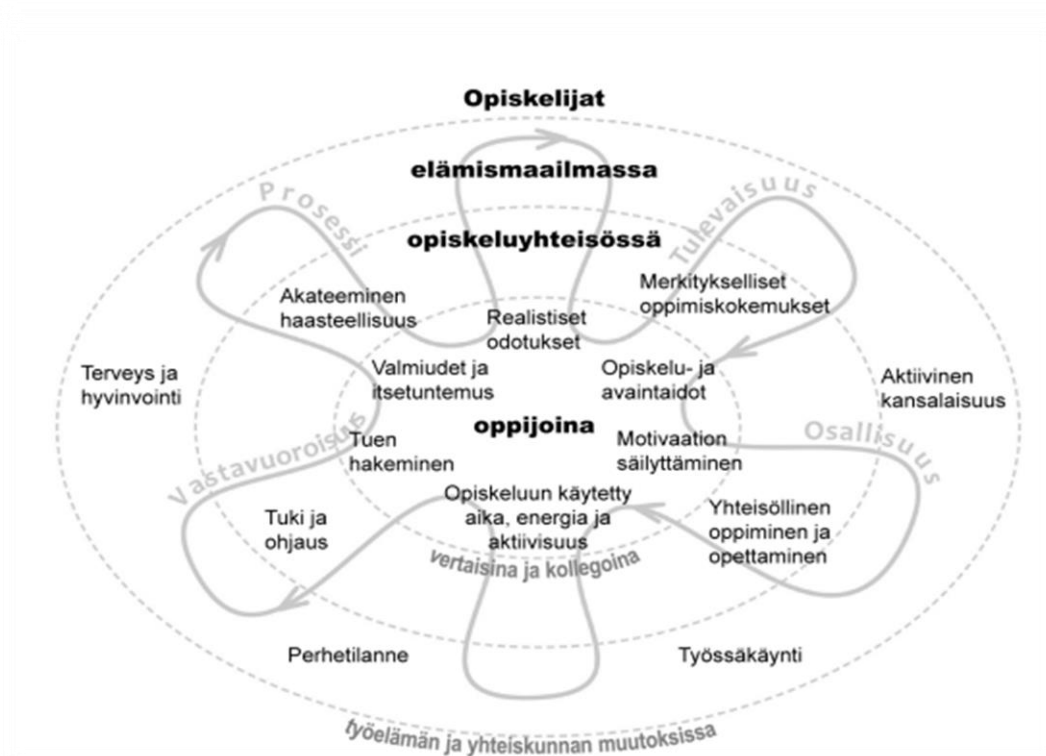 Opiskelijat
elämismaailmassa
Prosessi
Tulevaisuus
opiskeluyhteisössä
Akateeminen
haasteellisuus
Merkitykselliset
oppimiskokemukset
Realistiset
odotukset
Terveys ja
hyvinvointi
Valmiudet ja
itsetuntemus
Opiskelu- ja
avaintaidot
Aktiivinen
kansalaisuus
oppijoina
Vastavuoroisuus
Osallisuus
Tuen
hakeminen
Motivaation
säilyttäminen
Opiskeluun käytetty
aika, energia ja
aktiivisuus
Tuki ja
ohjaus
Yhteisöllinen
oppiminen ja
opettaminen
vertaisina ja kollegoina
Perhetilanne
Työssäkäynti
työelämän ja yhteiskunnan muutoksissa